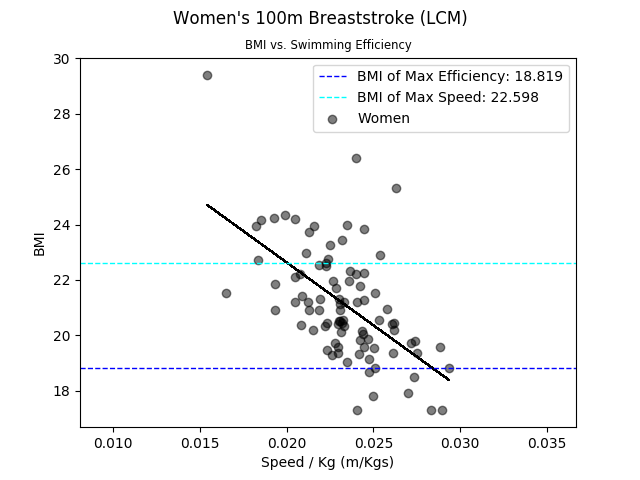 Women's 100m Breaststroke (LCM)
BMI vs. Swimming Efficiency
BMI of Max Efficiency: 18.819
BMI of Max Speed: 22.598
Women
30
28
26
24
22
20
18
BMI
0.010 0.015 0.020 0.025 0.030 0.035
Speed / Kg (m/Kgs)